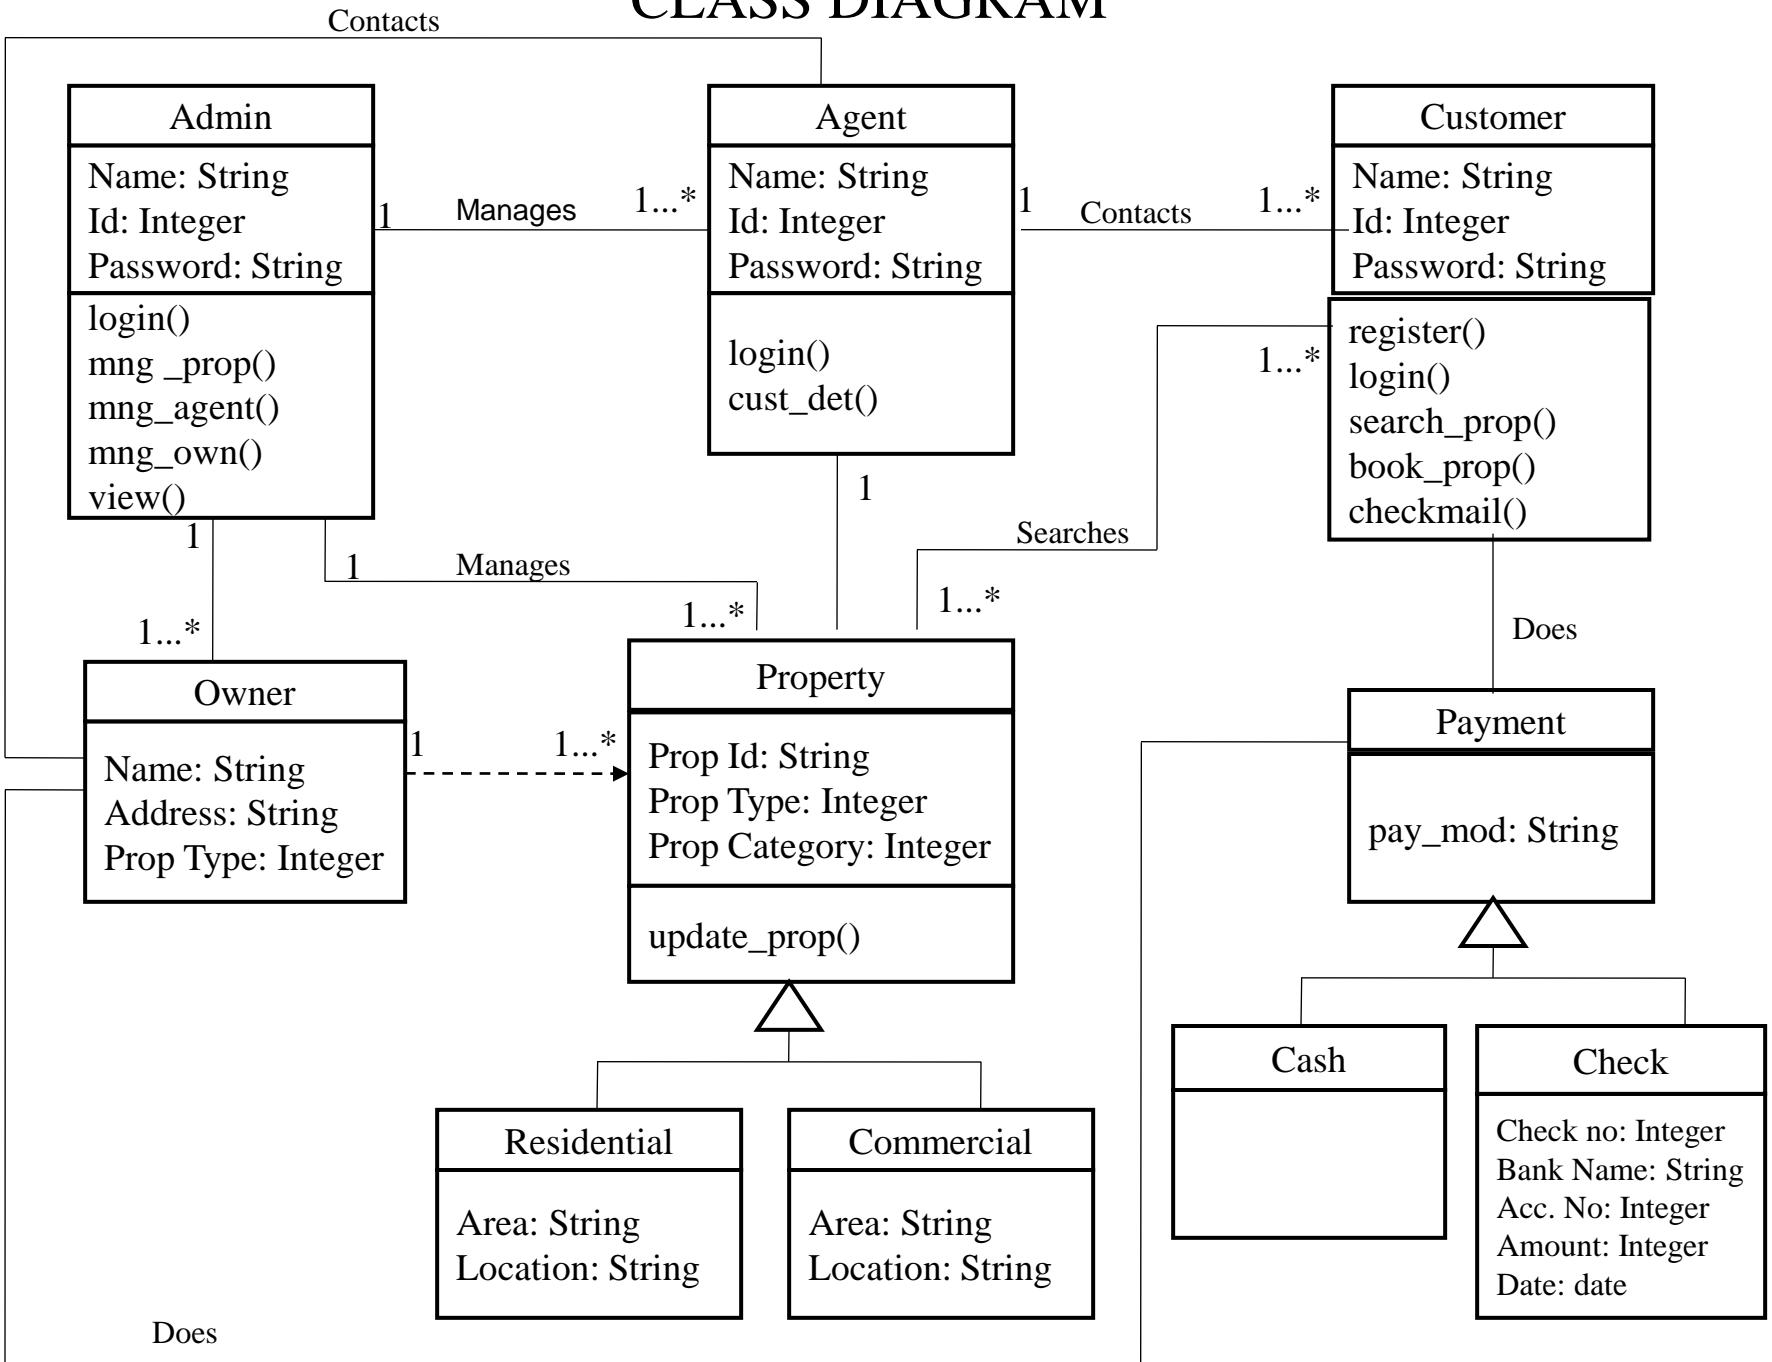 CLASS DIAGRAM
Contacts
Admin
Name: String
Id: Integer
Password: String
login()
mng _prop()
mng_agent()
mng_own()
view()
1
Manages
1...*
Agent
Name: String
Id: Integer
Password: String
login()
cust_det()
1
Contacts
1...*
Customer
Name: String
Id: Integer
Password: String
register()
login()
search_prop()
book_prop()
checkmail()
1...*
Searches
1...*
1
1
Manages
1...*
1
1...*
Does
Owner
Name: String
Address: String
Prop Type: Integer
1
1...*
Property
Prop Id: String
Prop Type: Integer
Prop Category: Integer
update_prop()
Payment
pay_mod: String
Residential
Area: String
Location: String
Commercial
Area: String
Location: String
Cash
Check
Check no: Integer
Bank Name: String
Acc. No: Integer
Amount: Integer
Date: date
Does